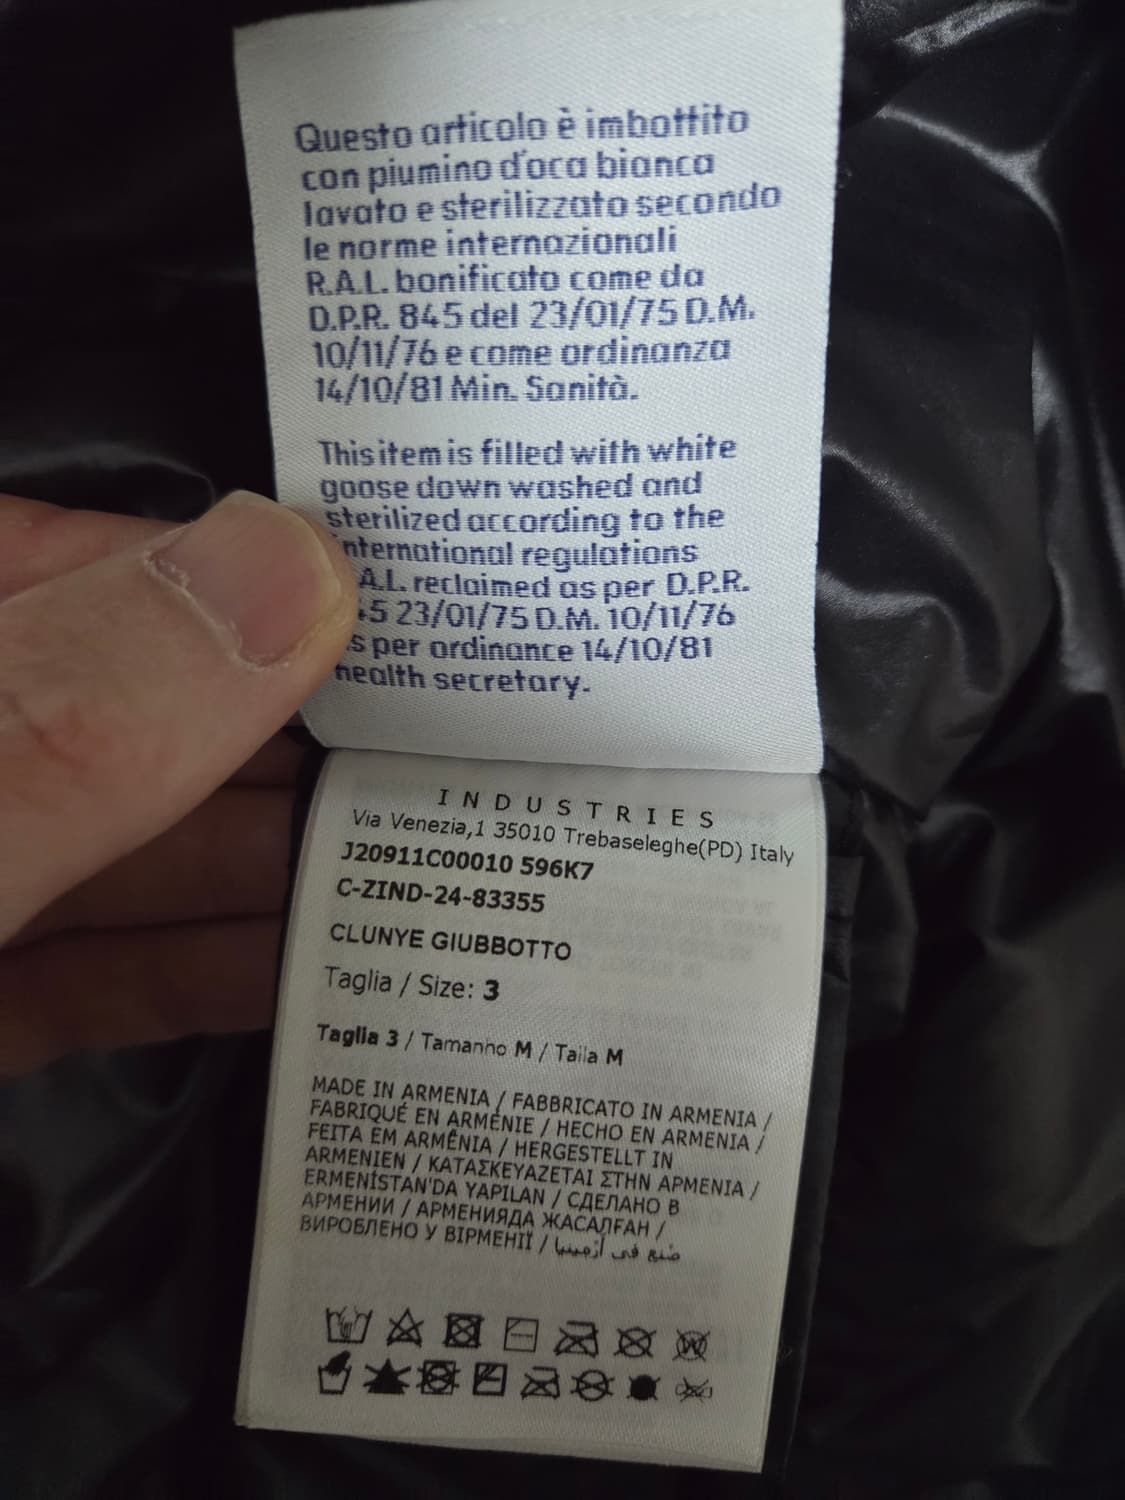 Questo articolo è imbottito
con piumino d'oca bianca
lavato e sterilizzato secondo
le norme internazionali
R.A.L. bonificato come da
D.P.R. 845 del 23/01/75 D.M.
10/11/76 e come ordinanza
14/10/81 Min. Sanità.
This item is filled with white
goose down washed and
sterilized according to the
nternational regulations
A.L. reclaimed as per D.P.R.
45 23/01/75 D.M. 10/11/76
s per ordinance 14/10/81
health secretary.
INDUSTRIES
Via Venezia,1 35010 Trebaseleghe(PD) Italy
J20911C00010 596K7
C-ZIND-24-83355
CLUNYE GIUBBOTTO
Taglia / Size: 3
Taglia 3 / Tamanho M / Talla M
MADE IN ARMENIA / FABBRICATO IN ARMENIA /
FABRIQUÉ EN ARMÉNIE / HECHO EN ARMENIA /
FEITA EM ARMÊNIA / HERGESTELLT IN
ARMENIEN / ΚΑΤΑΣΚΕΥΑΖΕΤΑΙ ΣΤΗΝ ΑΡΜΕΝΙΑ /
ERMENİSTAN'DA YAPILAN / СДЕЛАНО В
АРМЕНИИ / АРМЕНИЯДА ЖАСАЛҒАН /
ВИРОБЛЕНО У ВІРМЕНІЇ / صنع في أرمينيا